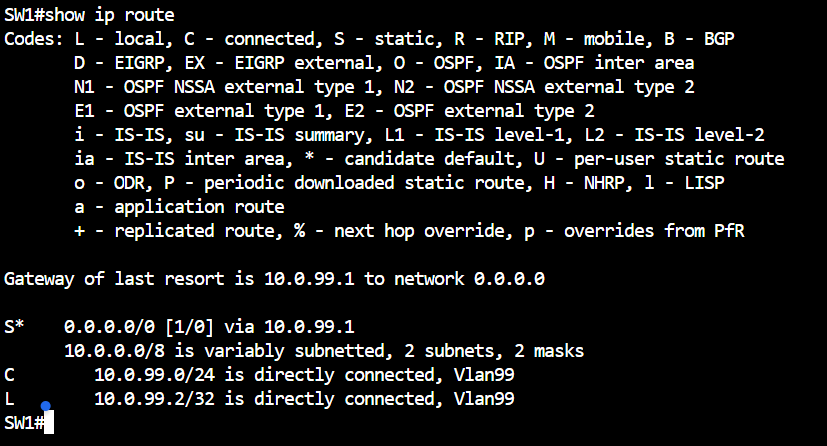 SW1#show ip route
Codes: L - local, C - connected, S - static, R - RIP, M - mobile, B - BGP
       D - EIGRP, EX - EIGRP external, O - OSPF, IA - OSPF inter area
       N1 - OSPF NSSA external type 1, N2 - OSPF NSSA external type 2
       E1 - OSPF external type 1, E2 - OSPF external type 2
       i - IS-IS, su - IS-IS summary, L1 - IS-IS level-1, L2 - IS-IS level-2
       ia - IS-IS inter area, * - candidate default, U - per-user static route
       o - ODR, P - periodic downloaded static route, H - NHRP, l - LISP
       a - application route
       + - replicated route, % - next hop override, p - overrides from PfR

Gateway of last resort is 10.0.99.1 to network 0.0.0.0

S*    0.0.0.0/0 [1/0] via 10.0.99.1
      10.0.0.0/8 is variably subnetted, 2 subnets, 2 masks
C        10.0.99.0/24 is directly connected, Vlan99
L        10.0.99.2/32 is directly connected, Vlan99
SW1#